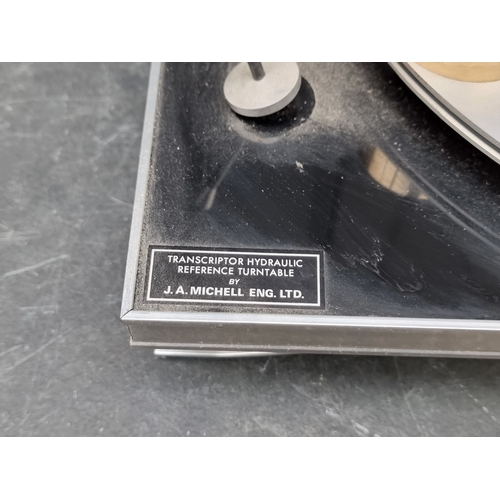 TRANSCRIPTOR HYDRAULIC
REFERENCE TURNTABLE
BY
J. A. MICHELL ENG. LTD.